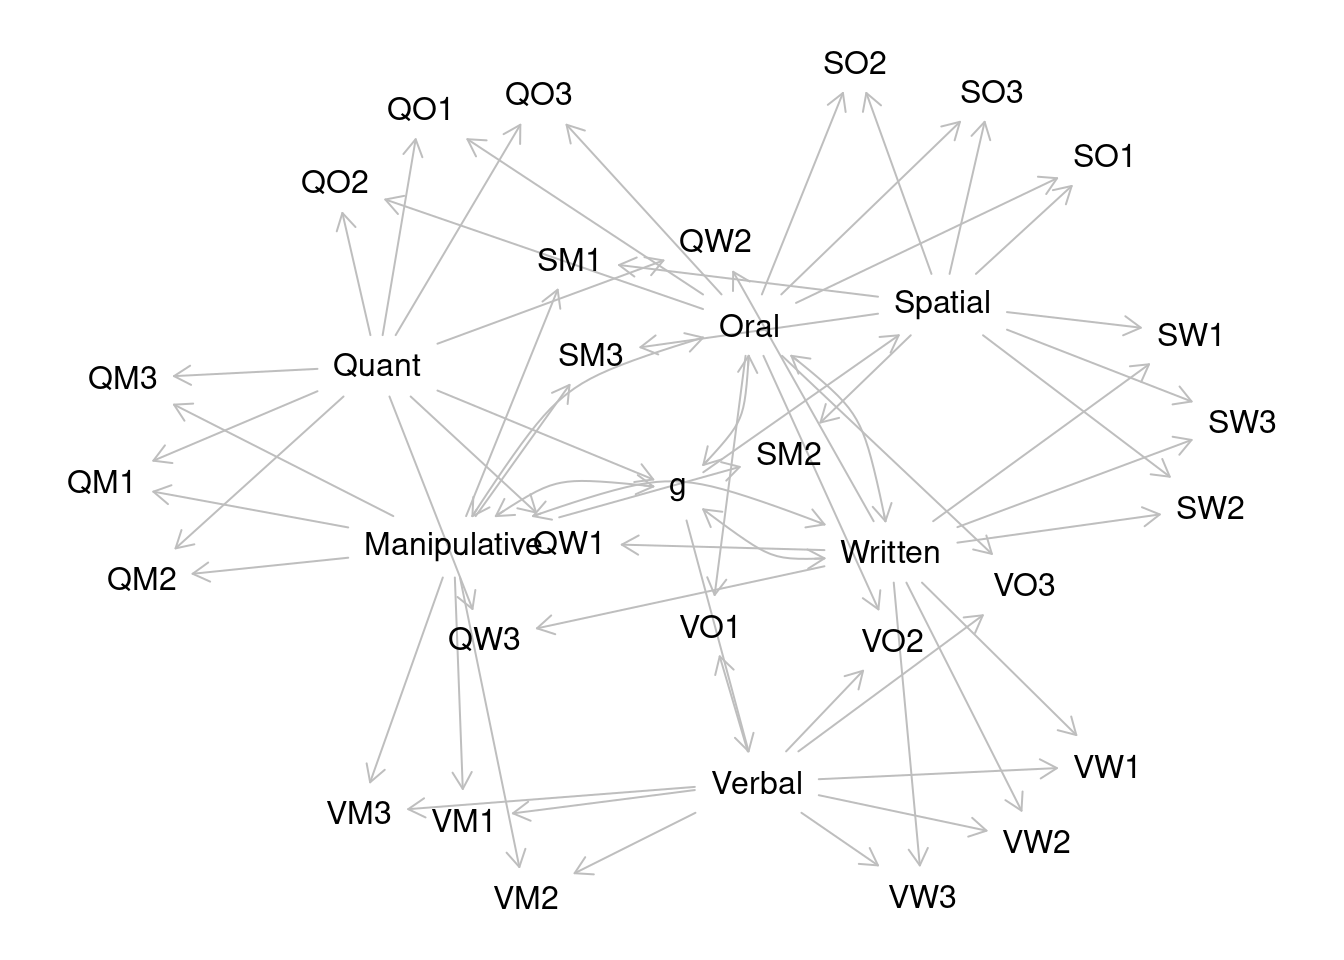 SO2
SO3
QO3
QO1
SO1
QO2
QW2
SM1
Spatial
Oral
SW1
SM3
Quant
QM3
SW3
SM2
QM1
g
SW2
Manipulative
QW1
Written
QM2
VO3
VO1
QW3
VO2
VW1
Verbal
VM3
VM1
VW2
VM2
VW3